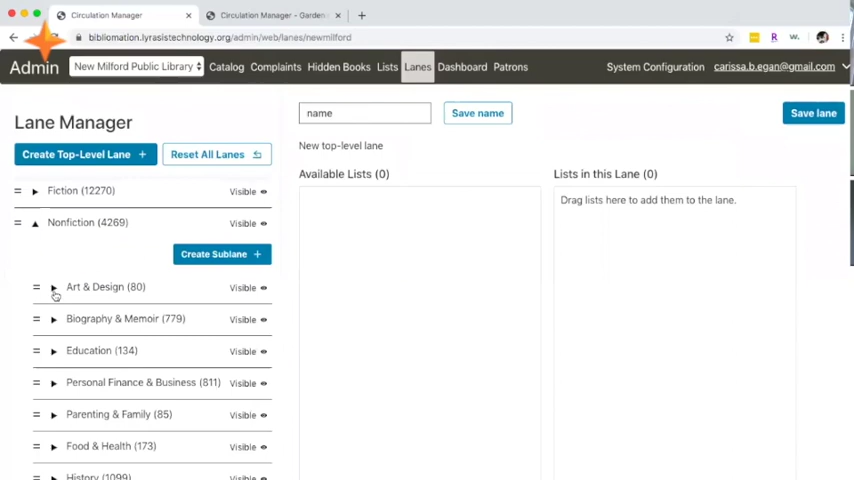 Circulation Manager
Circulation Manager - Garden
bibliomation.lyrasistechnology.org/admin/web/lanes/newmilford
Admin
New Milford Public Library
Catalog
Complaints
Hidden Books
Lists
Lanes
Dashboard
Patrons
System Configuration
carissa.b.egan@gmail.com
Lane Manager
name
Save name
Save lane
Create Top-Level Lane +
Reset All Lanes
New top-level lane
Available Lists (0)
Lists in this Lane (0)
Drag lists here to add them to the lane.
Fiction (12270)
Visible
Nonfiction (4269)
Visible
Create Sublane +
Art & Design (80)
Visible
Biography & Memoir (779)
Visible
Education (134)
Visible
Personal Finance & Business (811)
Visible
Parenting & Family (85)
Visible
Food & Health (173)
Visible
History (1099)
Visible